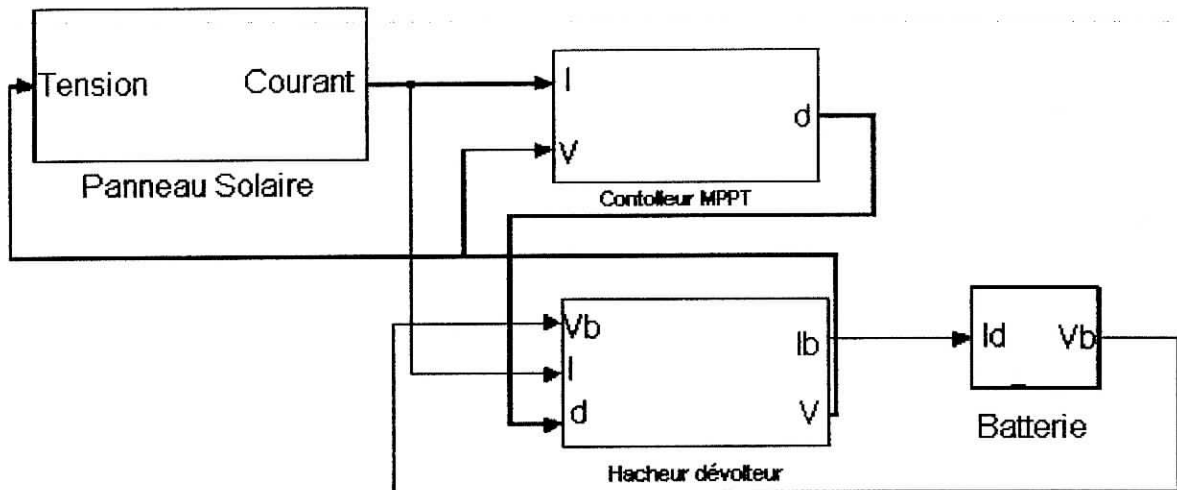 Tension Courant
Panneau Solaire
I
V
d
Contolleur MPPT
Vb
I
d
Ib
V
Hacheur dévolteur
Id Vb
Batterie